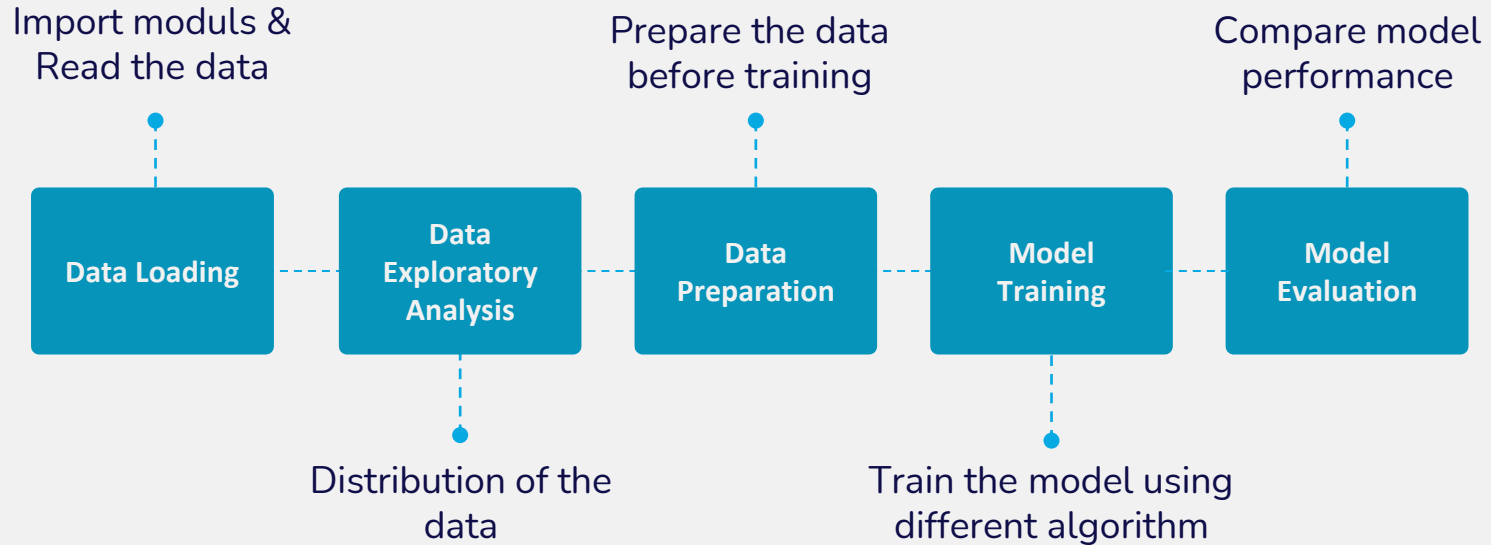 Import moduls &
Read the data
Prepare the data
before training
Compare model
performance
Data Loading
Data
Exploratory
Analysis
Data
Preparation
Model
Training
Model
Evaluation
Distribution of the
data
Train the model using
different algorithm